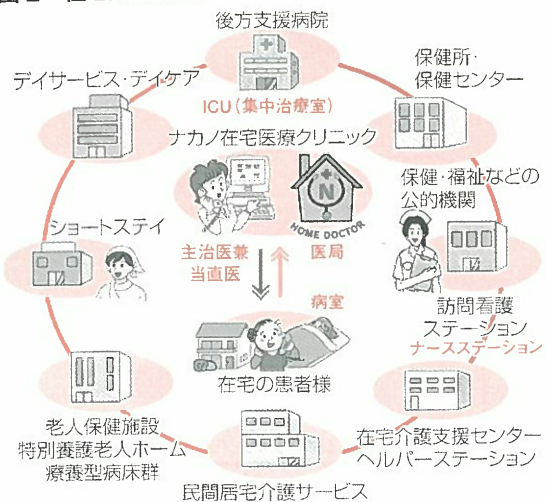 後方支援病院
ICU(集中治療室)
保健所・
保健センター
デイサービス・デイケア
ナカノ在宅医療クリニック
N
HOME DOCTOR
保健・福祉などの
公的機関
ショートステイ
主治医兼
当直医
医局
病室
訪問看護
ステーション
ナースステーション
在宅の患者様
老人保健施設
特別養護老人ホーム
療養型病床群
在宅介護支援センター
ヘルパーステーション
民間居宅介護サービス